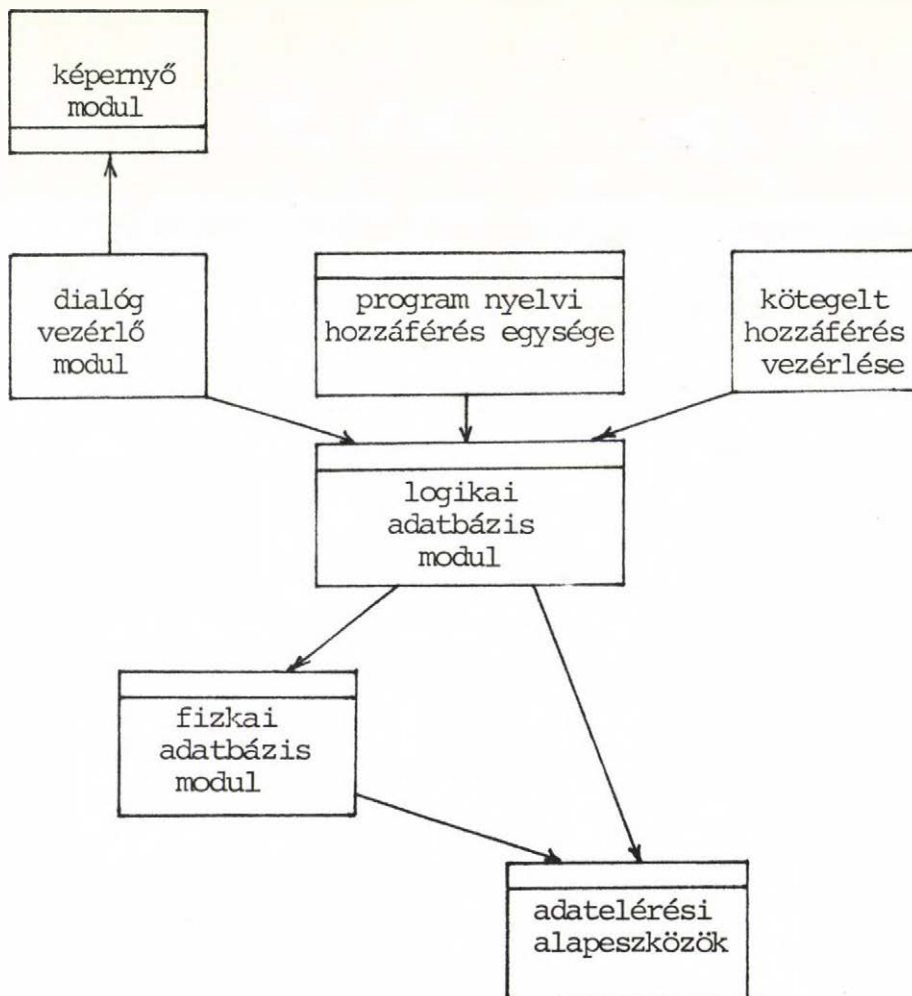 képernyő
modul
dialóg
vezérlő
modul
program nyelvi
hozzáférés egysége
kötegelt
hozzáférés
vezérlése
logikai
adatbázis
modul
fizkai
adatbázis
modul
adatelérési
alapeszközök